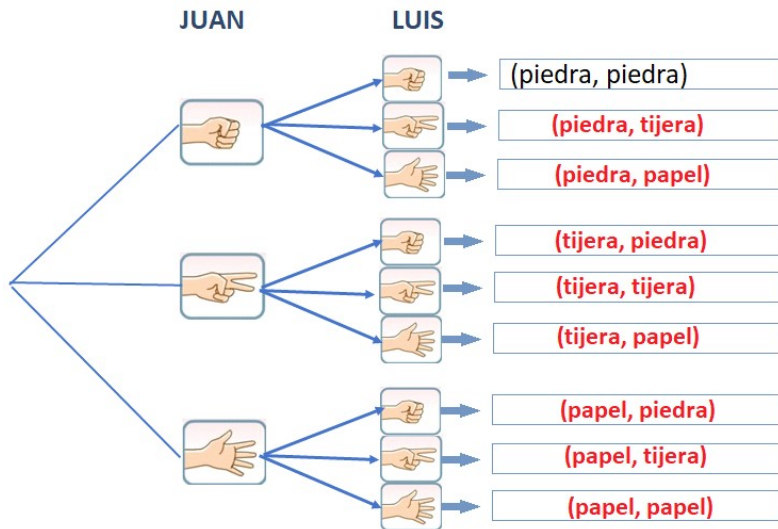 JUAN LUIS
(piedra, piedra)
(piedra, tijera)
(piedra, papel)
(tijera, piedra)
(tijera, tijera)
(tijera, papel)
(papel, piedra)
(papel, tijera)
(papel, papel)